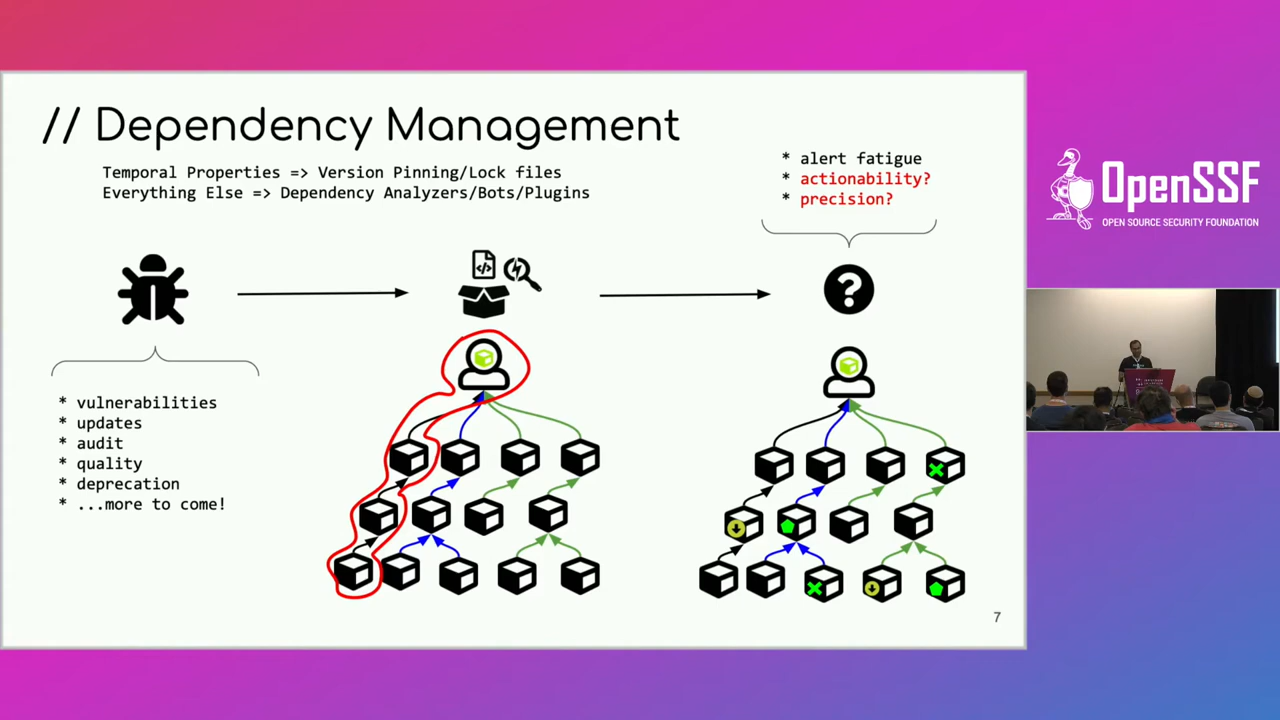 // Dependency Management
Temporal Properties => Version Pinning/Lock files
Everything Else => Dependency Analyzers/Bots/Plugins
* alert fatigue
* actionability?
* precision?
* vulnerabilities
* updates
* audit
* quality
* deprecation
* ...more to come!
7
OpenSSF
OPEN SOURCE SECURITY FOUNDATION